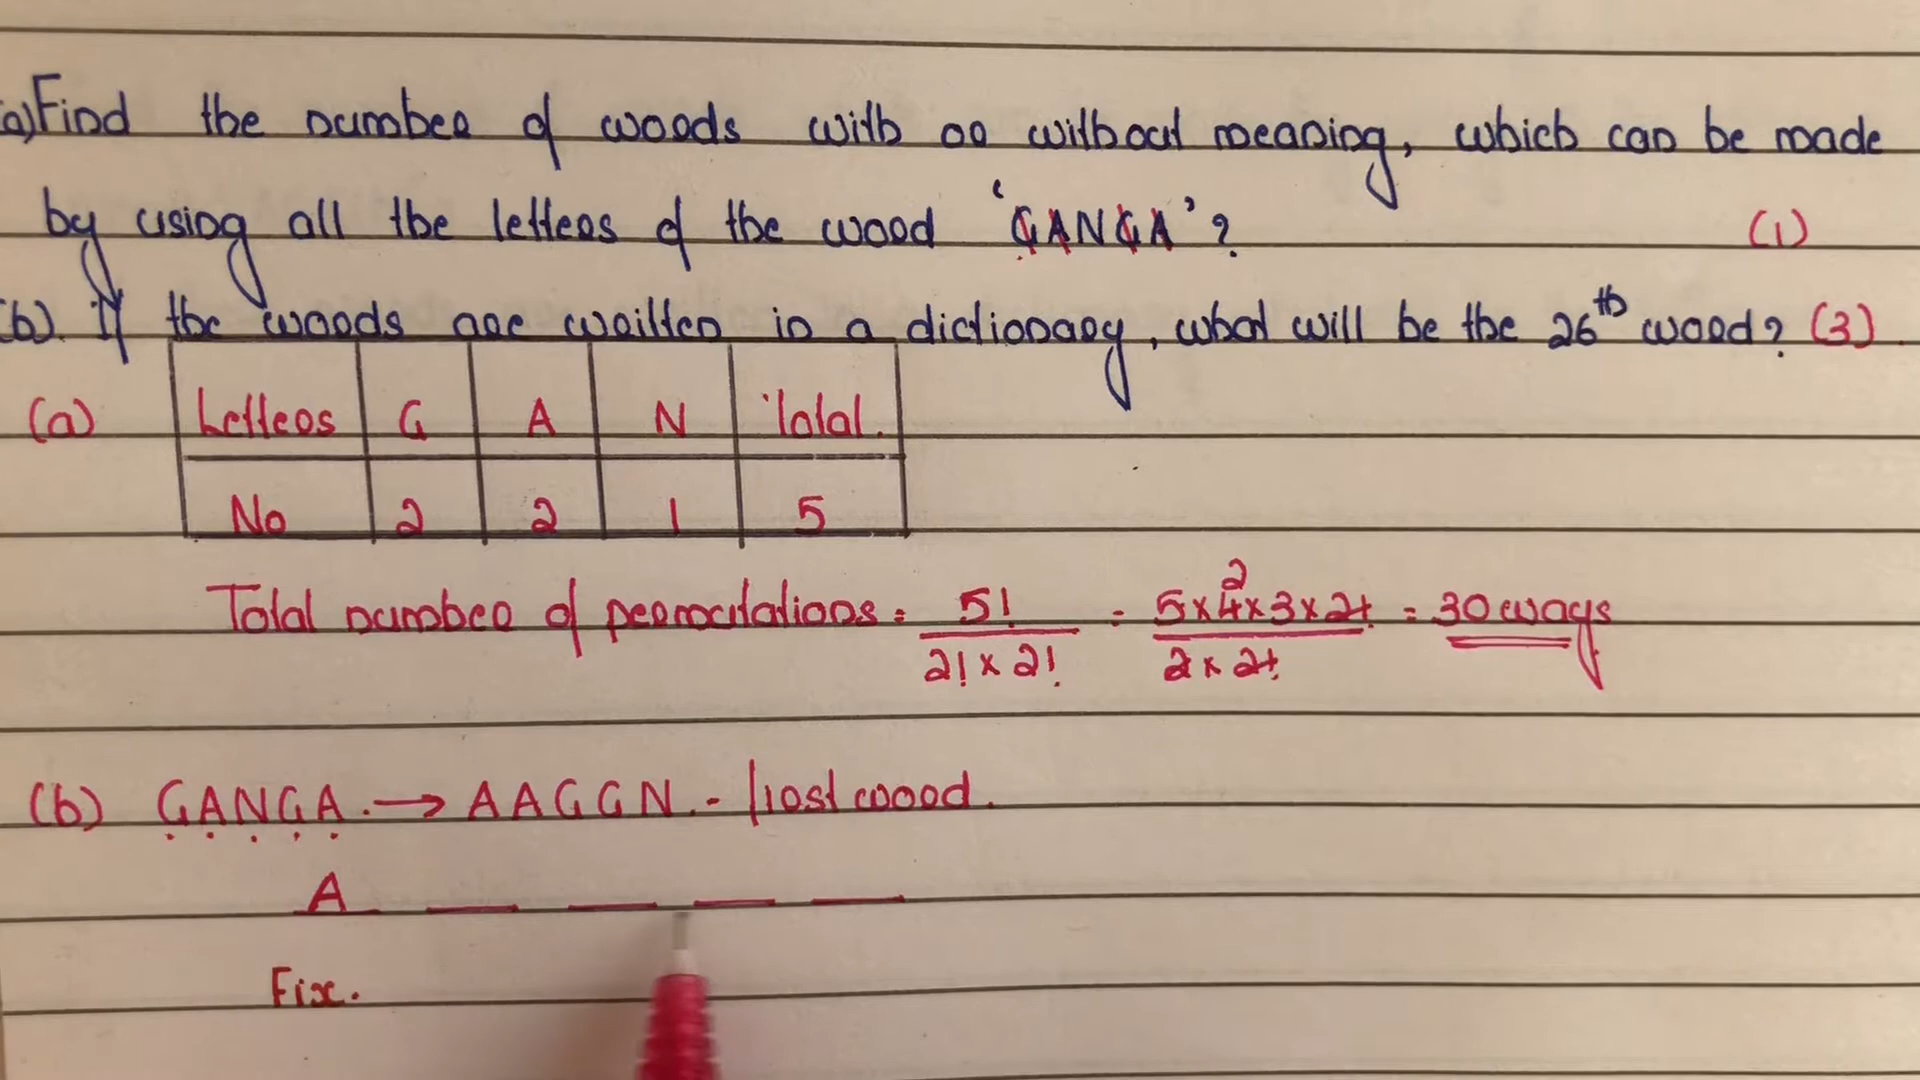 a) Find the number of words with or without meaning, which can be made
by using all the letters of the word 'GANGA'? (1)
(b). If the words are written in a dictionary, what will be the 26th word? (3)
(a) Letters G A N Total.
No 2 2 1 5
Total number of permutations = 5! / 2! × 2! = 5×4×3×2! / 2 × 2! = 30 ways
2
(b) GANGA. → AAGGN. - first word.
A
Fix.